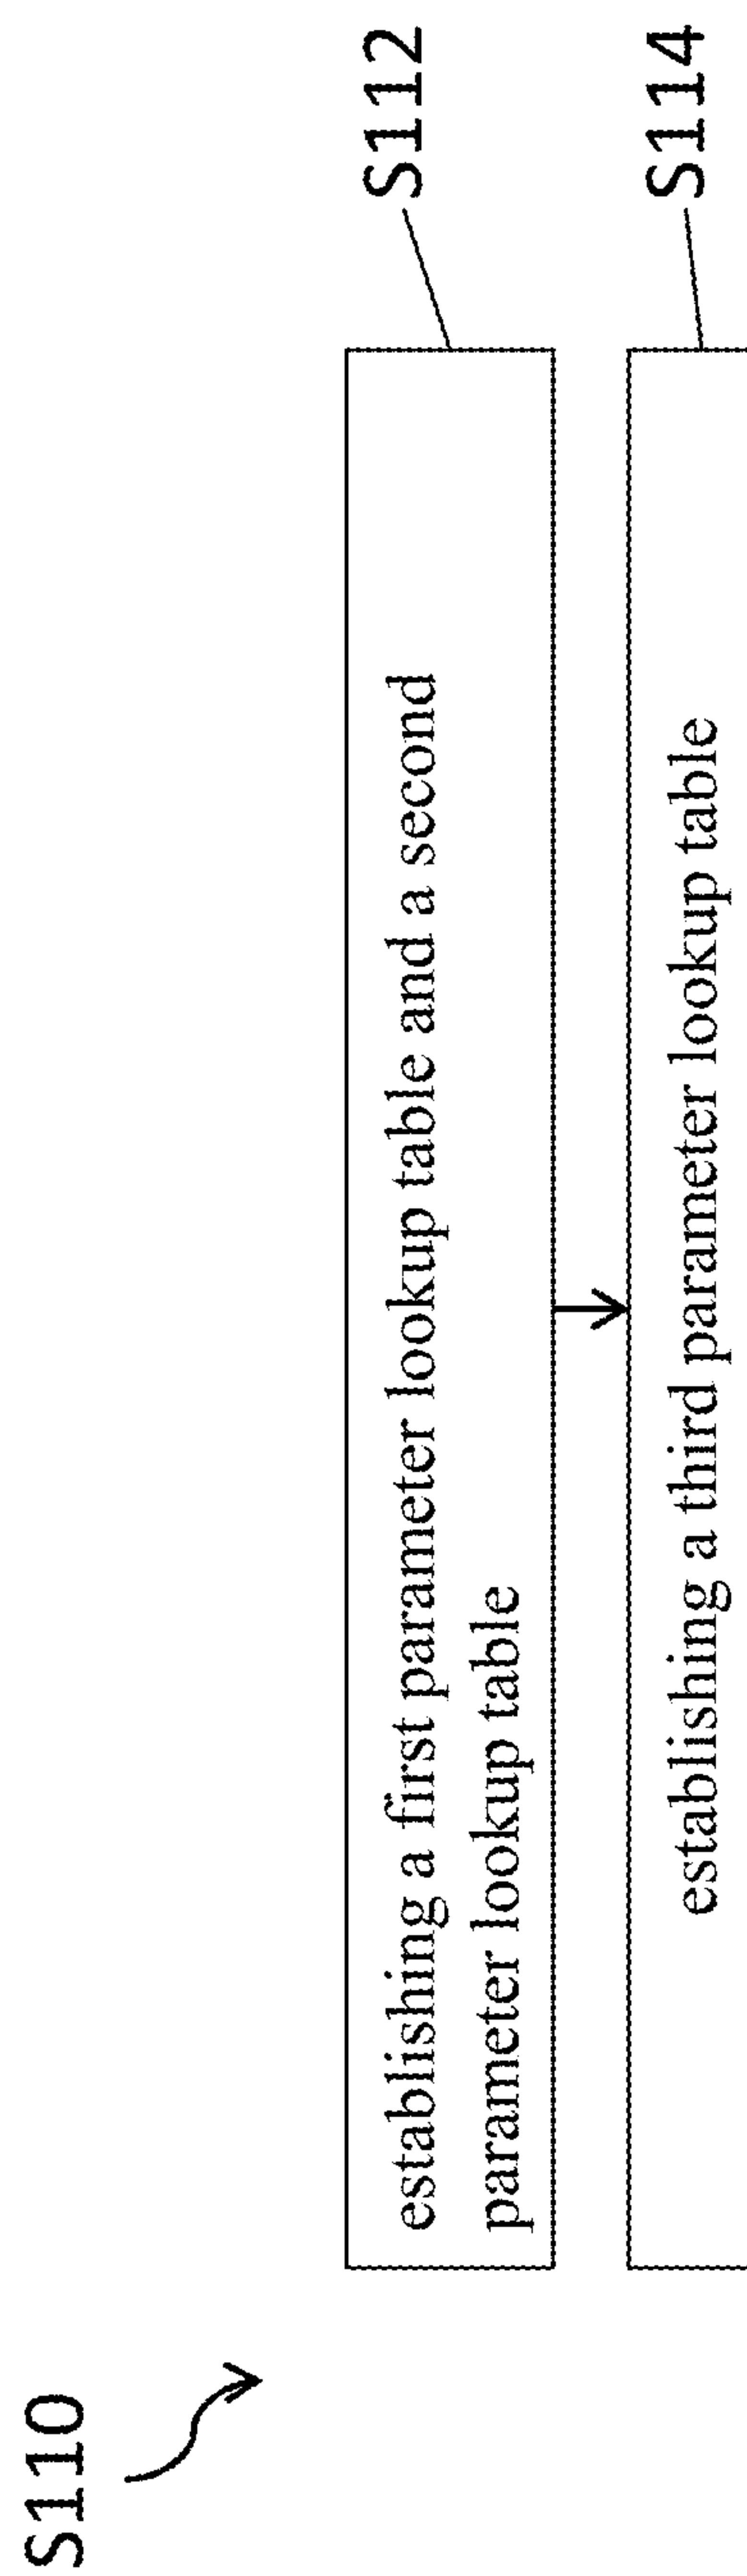 S110
establishing a first parameter lookup table and a second
parameter lookup table
S112
establishing a third parameter lookup table
S114